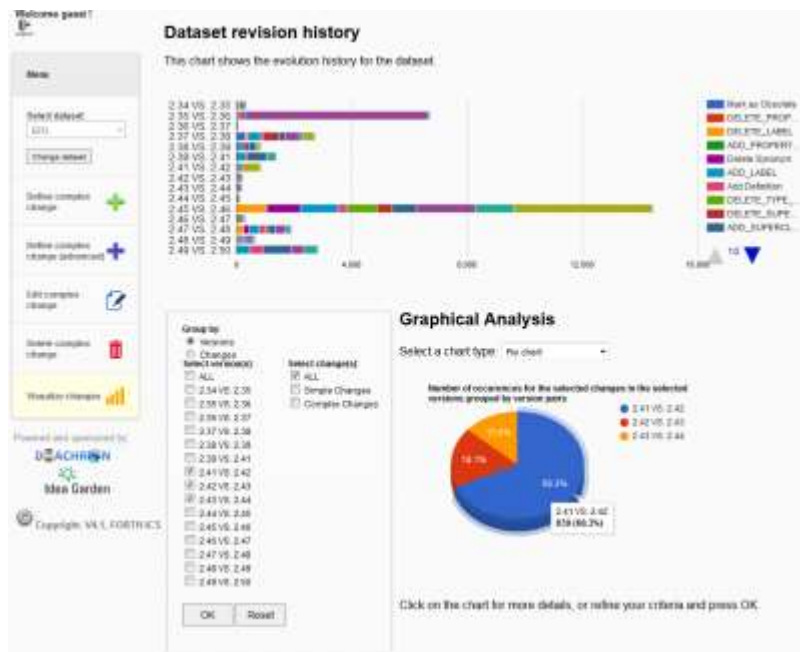 Welcome guest !
Dataset revision history
This chart shows the evolution history for the dataset.
Menu
Select dataset:
Change dataset
Define complex
change
Define complex
change (advanced)
Edit complex
change
Delete complex
change
Visualize changes
Powered and sponsored by:
Idea Garden
Copyright: V4.1, FORTH-ICS
2.34 VS. 2.35
2.35 VS. 2.36
2.36 VS. 2.37
2.37 VS. 2.38
2.38 VS. 2.39
2.39 VS. 2.41
2.41 VS. 2.42
2.42 VS. 2.43
2.43 VS. 2.44
2.44 VS. 2.45
2.45 VS. 2.46
2.46 VS. 2.47
2.47 VS. 2.48
2.48 VS. 2.49
2.49 VS. 2.50
0
4,000
8,000
12,000
16,000
Mark as Obsolete
DELETE_PROP...
DELETE_LABEL
ADD_PROPERT...
Delete Synonym
ADD_LABEL
Add Definition
DELETE_TYPE_...
DELETE_SUPE...
ADD_SUPERCL...
1/2
Group by
Versions
Changes
Select version(s)
ALL
2.34 VS. 2.35
2.35 VS. 2.36
2.36 VS. 2.37
2.37 VS. 2.38
2.38 VS. 2.39
2.39 VS. 2.41
2.41 VS. 2.42
2.42 VS. 2.43
2.43 VS. 2.44
2.44 VS. 2.45
2.45 VS. 2.46
2.46 VS. 2.47
2.47 VS. 2.48
2.48 VS. 2.49
2.49 VS. 2.50
Select change(s)
ALL
Simple Changes
Complex Changes
OK Reset
Graphical Analysis
Select a chart type: Pie chart
Number of occurrences for the selected changes in the selected
versions grouped by version pairs
2.41 VS. 2.42
2.42 VS. 2.43
2.43 VS. 2.44
2.41 VS. 2.42
Click on the chart for more details, or refine your criteria and press OK.